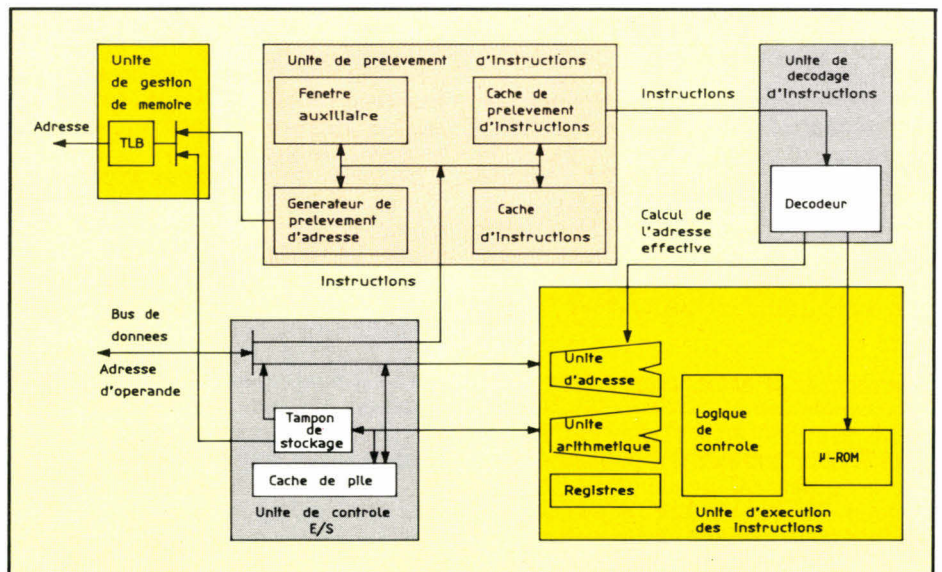 Unite
de gestion
de memoire
Adresse
TLB
Unite de prelevement d'instructions
Fenetre
auxiliaire
Cache de
prelevement
d'instructions
Generateur de
prelevement
d'adresse
Cache
d'instructions
Instructions
Unite de
decodage
d'instructions
Decodeur
Calcul de
l'adresse
effective
Instructions
Bus de
donnees
Adresse
d'operande
Tampon
de
stockage
Cache de pile
Unite de controle
E/S
Unite
d'adresse
Unite
arithmetique
Registres
Logique
de
controle
µ-ROM
Unite d'execution
des instructions